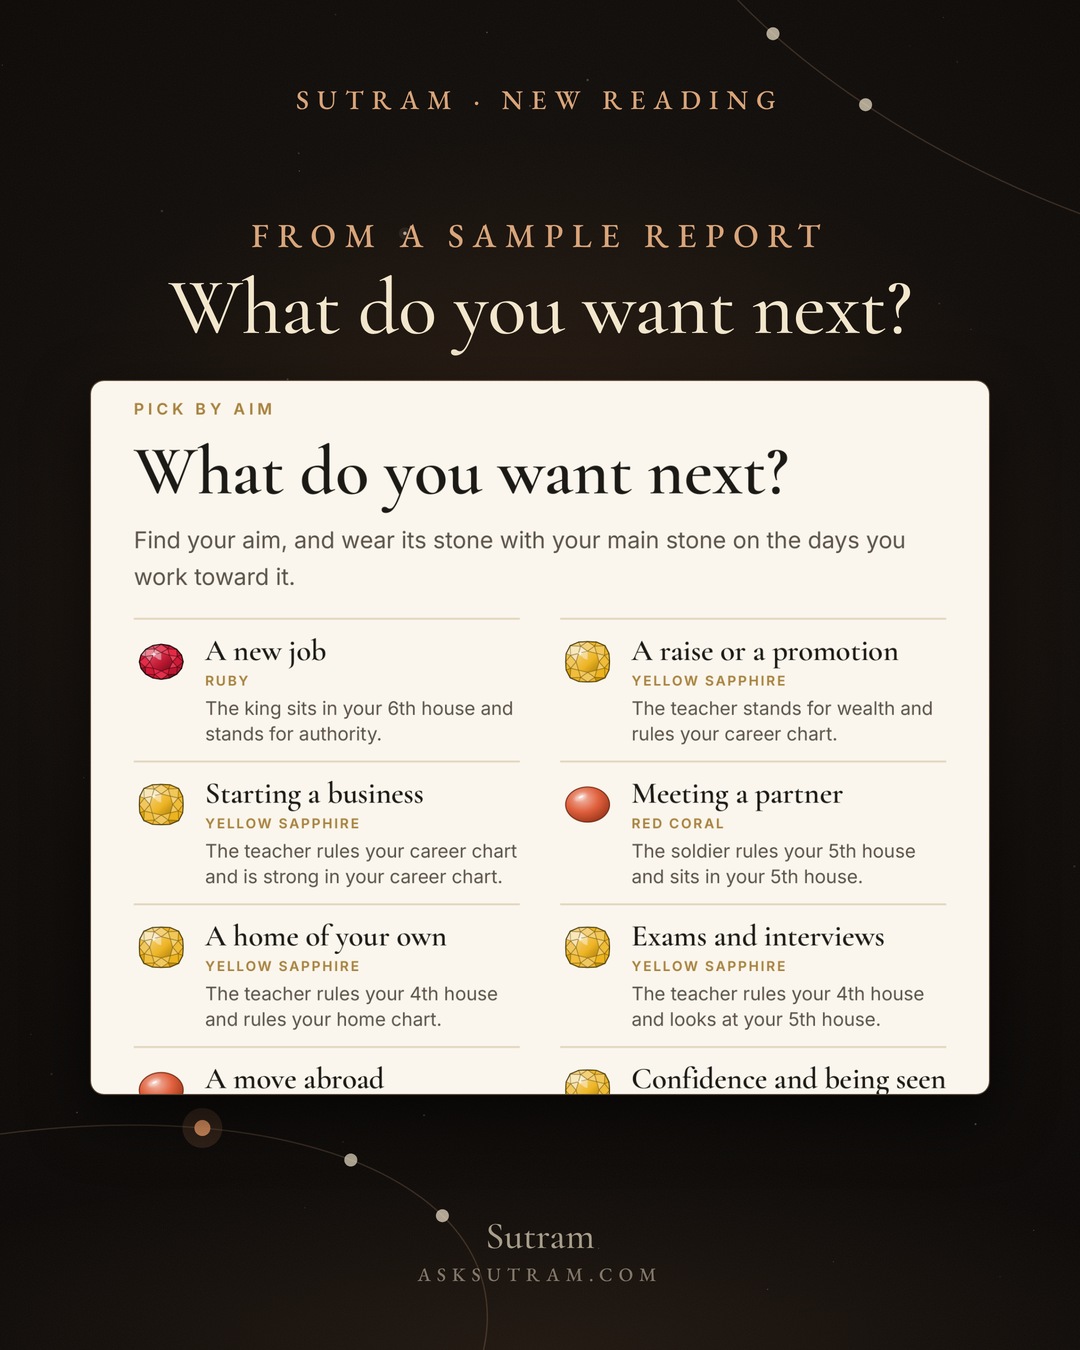 SUTRAM · NEW READING
FROM A SAMPLE REPORT
What do you want next?
PICK BY AIM
What do you want next?
Find your aim, and wear its stone with your main stone on the days you
work toward it.
A new job
RUBY
The king sits in your 6th house and
stands for authority.
A raise or a promotion
YELLOW SAPPHIRE
The teacher stands for wealth and
rules your career chart.
Starting a business
YELLOW SAPPHIRE
The teacher rules your career chart
and is strong in your career chart.
Meeting a partner
RED CORAL
The soldier rules your 5th house
and sits in your 5th house.
A home of your own
YELLOW SAPPHIRE
The teacher rules your 4th house
and rules your home chart.
Exams and interviews
YELLOW SAPPHIRE
The teacher rules your 4th house
and looks at your 5th house.
A move abroad
Confidence and being seen
Sutram
ASKSUTRAM.COM